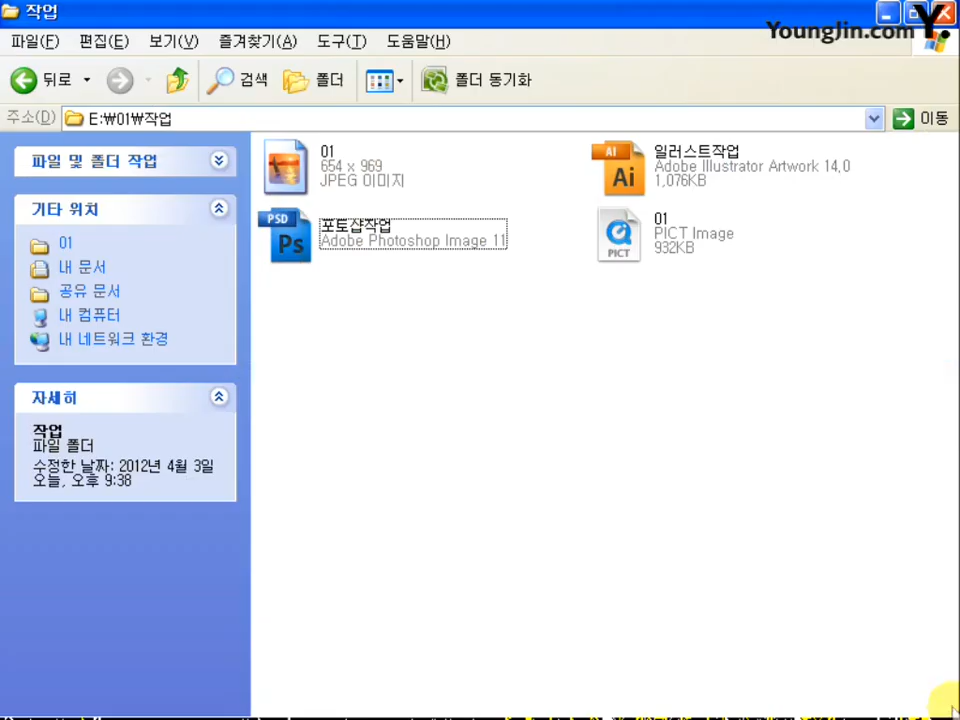 작업
YoungJin.com Y.
파일(F) 편집(E) 보기(V) 즐겨찾기(A) 도구(T) 도움말(H)
뒤로 검색 폴더 폴더 동기화
주소(D) E:₩01₩작업 이동
파일 및 폴더 작업
기타 위치
01
내 문서
공유 문서
내 컴퓨터
내 네트워크 환경
자세히
작업
파일 폴더
수정한 날짜: 2012년 4월 3일
오늘, 오후 9:38
01
654 x 969
JPEG 이미지
AI
Ai
일러스트작업
Adobe Illustrator Artwork 14,0
1,076KB
PSD
Ps
포토샵작업
Adobe Photoshop Image 11
PICT
01
PICT Image
932KB